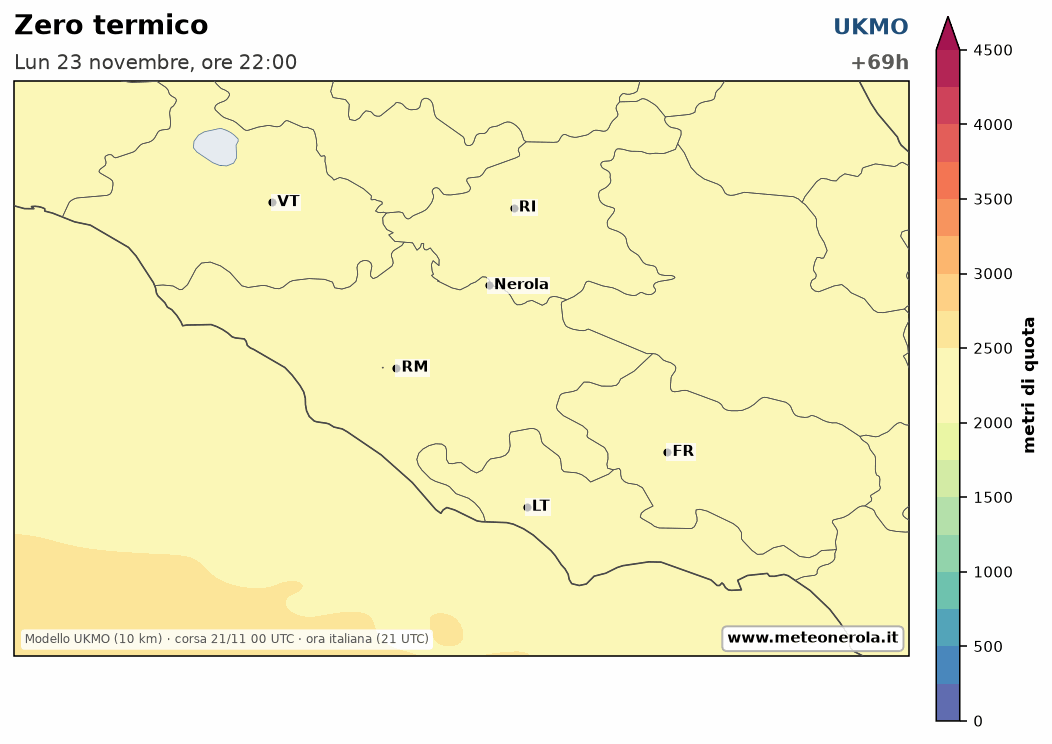 Zero termico
UKMO
Lun 23 novembre, ore 22:00
+69h
VT
RI
Nerola
RM
FR
LT
Modello UKMO (10 km) · corsa 21/11 00 UTC · ora italiana (21 UTC)
www.meteonerola.it
4500
4000
3500
3000
2500
2000
1500
1000
500
0
metri di quota